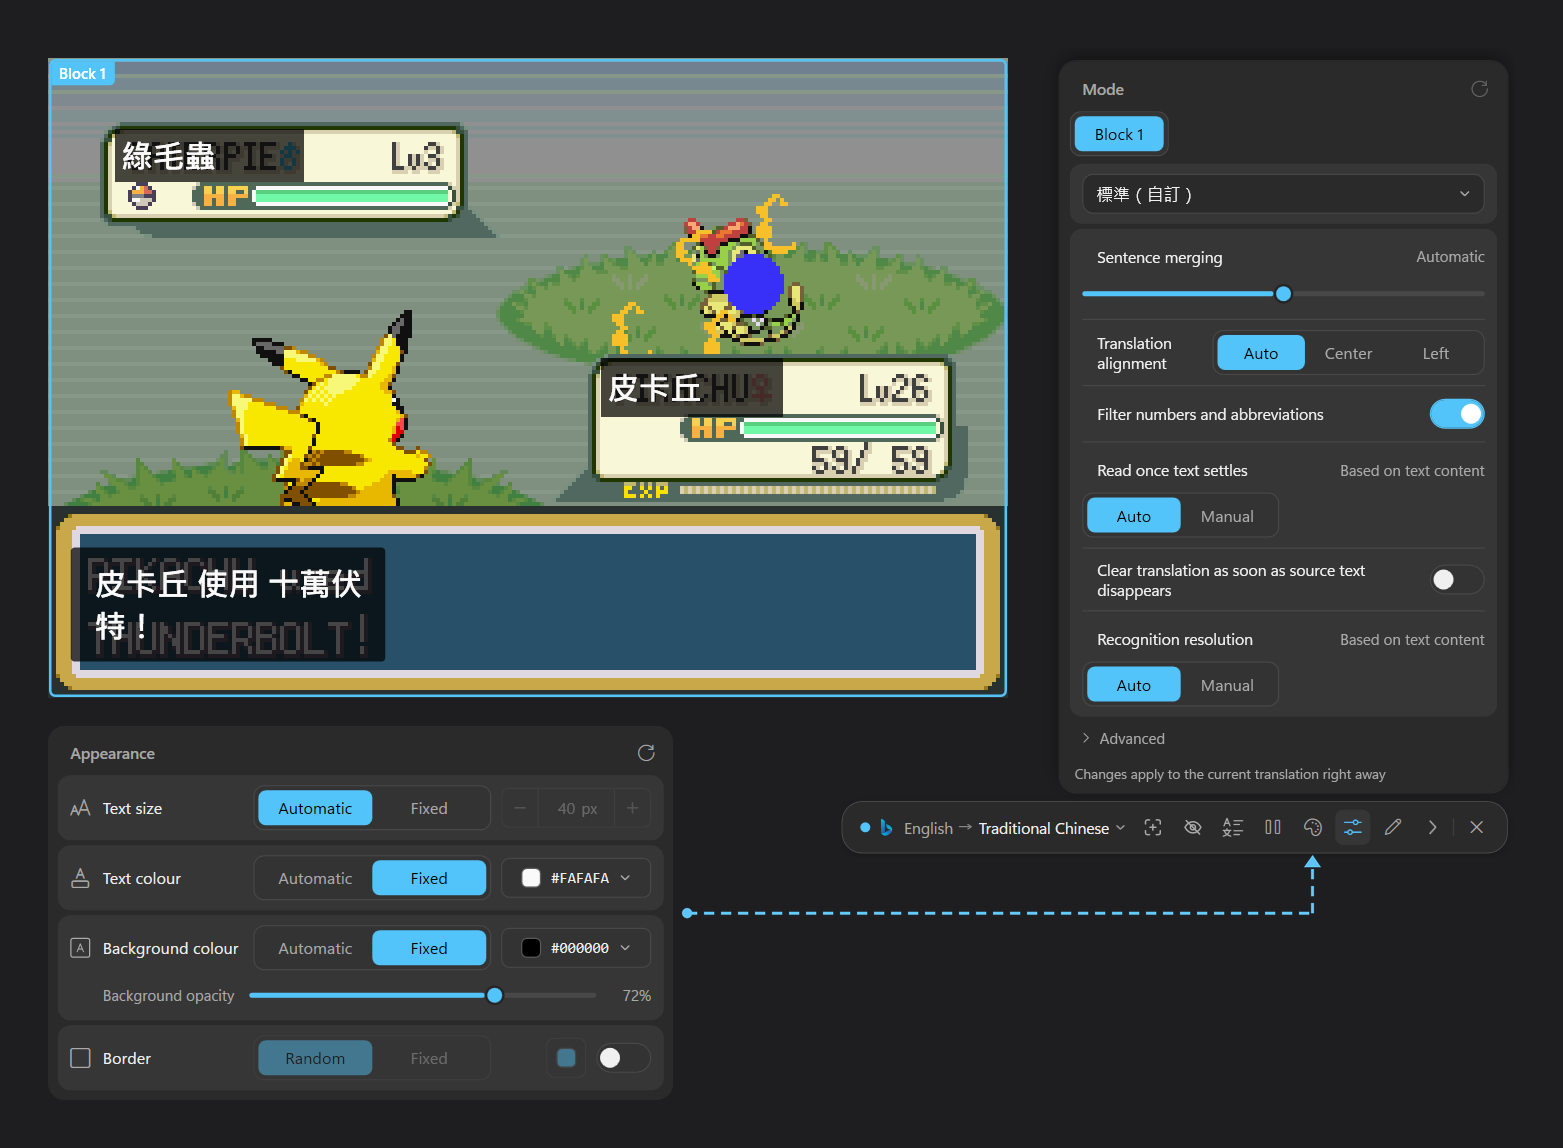 Block 1
綠毛蟲
Lv3
HP
皮卡丘
Lv26
HP
59/ 59
EXP
皮卡丘 使用 十萬伏
特！
THUNDERBOLT!
Mode
Block 1
標準（自訂）
Sentence merging
Automatic
Translation
alignment
Auto
Center
Left
Filter numbers and abbreviations
Read once text settles
Based on text content
Auto
Manual
Clear translation as soon as source text
disappears
Recognition resolution
Based on text content
Auto
Manual
Advanced
Changes apply to the current translation right away
English → Traditional Chinese
Appearance
Text size
Automatic
Fixed
40 px
Text colour
Automatic
Fixed
#FAFAFA
Background colour
Automatic
Fixed
#000000
Background opacity
72%
Border
Random
Fixed